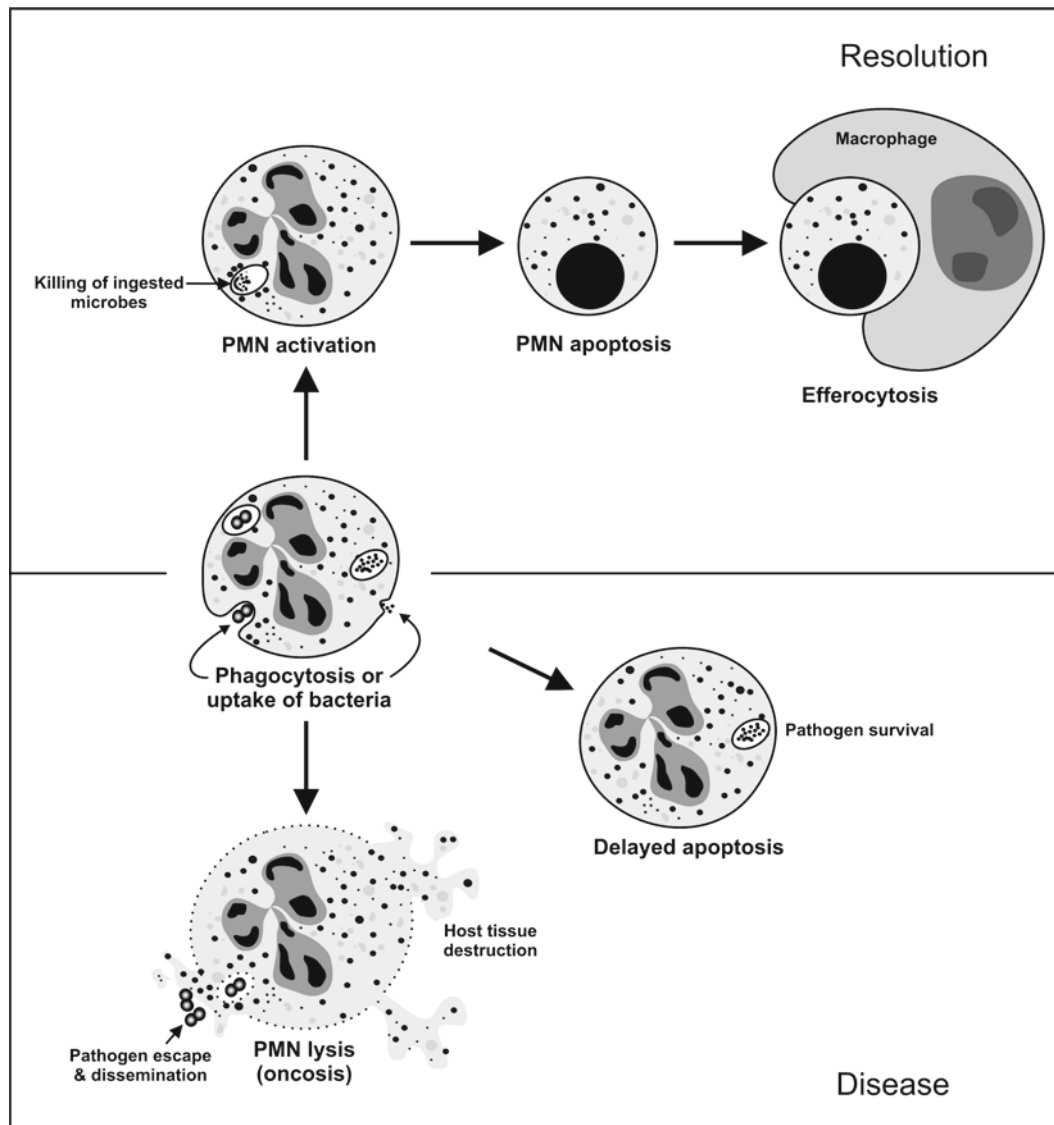 Resolution
Macrophage
Killing of ingested
microbes
PMN activation
PMN apoptosis
Efferocytosis
Phagocytosis or
uptake of bacteria
Pathogen survival
Delayed apoptosis
Host tissue
destruction
Pathogen escape
& dissemination
PMN lysis
(oncosis)
Disease